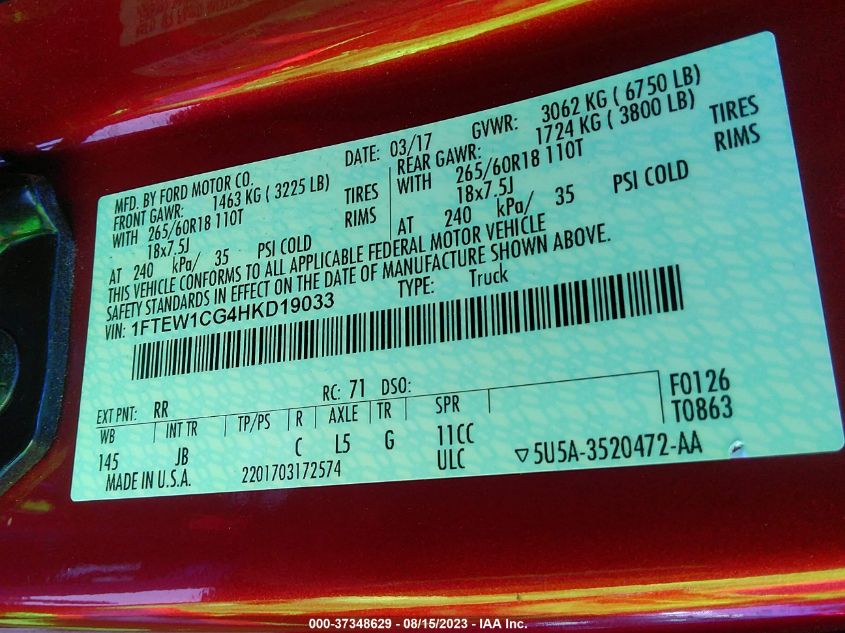 MFD. BY FORD MOTOR CO. DATE: 03/17 GVWR: 3062 KG ( 6750 LB)
FRONT GAWR: 1463 KG ( 3225 LB) REAR GAWR: 1724 KG ( 3800 LB)
WITH 265/60R18 110T TIRES WITH 265/60R18 110T TIRES
18x7.5J RIMS 18x7.5J RIMS
AT 240 kPa/ 35 PSI COLD AT 240 kPa/ 35 PSI COLD
THIS VEHICLE CONFORMS TO ALL APPLICABLE FEDERAL MOTOR VEHICLE
SAFETY STANDARDS IN EFFECT ON THE DATE OF MANUFACTURE SHOWN ABOVE.
VIN: 1FTEW1CG4HKD19033 TYPE: Truck
EXT PNT: RR RC: 71 DSO: F0126
WB INT TR TP/PS R AXLE TR SPR T0863
145 JB C L5 G 11CC
MADE IN U.S.A. 2201703172574 ULC ▽5U5A-3520472-AA
000-37348629 - 08/15/2023 - IAA Inc.